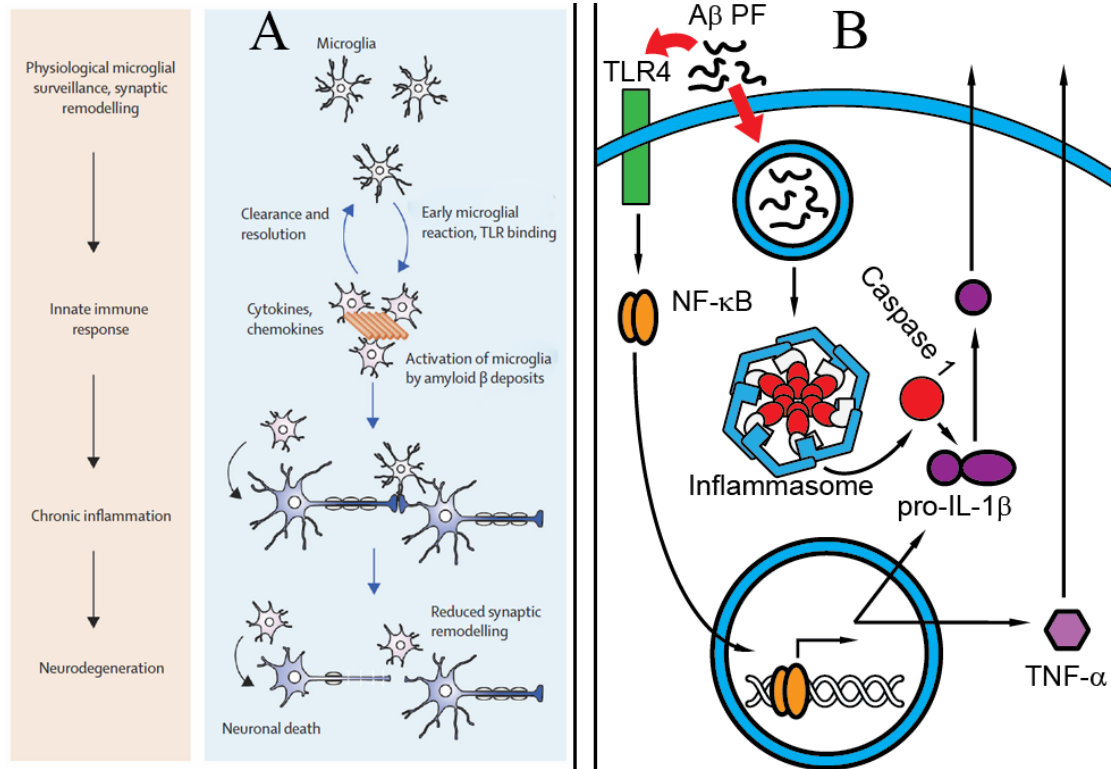 Physiological microglial
surveillance, synaptic
remodelling
Innate immune
response
Chronic inflammation
Neurodegeneration
A
Microglia
Clearance and
resolution
Early microglial
reaction, TLR binding
Cytokines,
chemokines
Activation of microglia
by amyloid β deposits
Reduced synaptic
remodelling
Neuronal death
B
Aβ PF
TLR4
NF-κB
Caspase 1
Inflammasome
pro-IL-1β
TNF-α